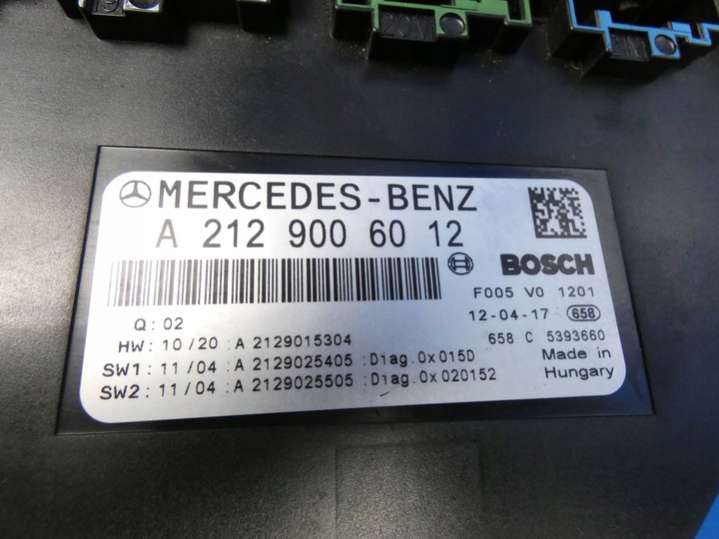 MERCEDES-BENZ
A 212 900 60 12
BOSCH
F005 V0 1201
Q: 02
12-04-17 658
HW: 10/20: A 2129015304
658 C 5393660
SW1: 11/04: A 2129025405: Diag.0x015D
Made in
SW2: 11/04: A 2129025505: Diag.0x020152
Hungary